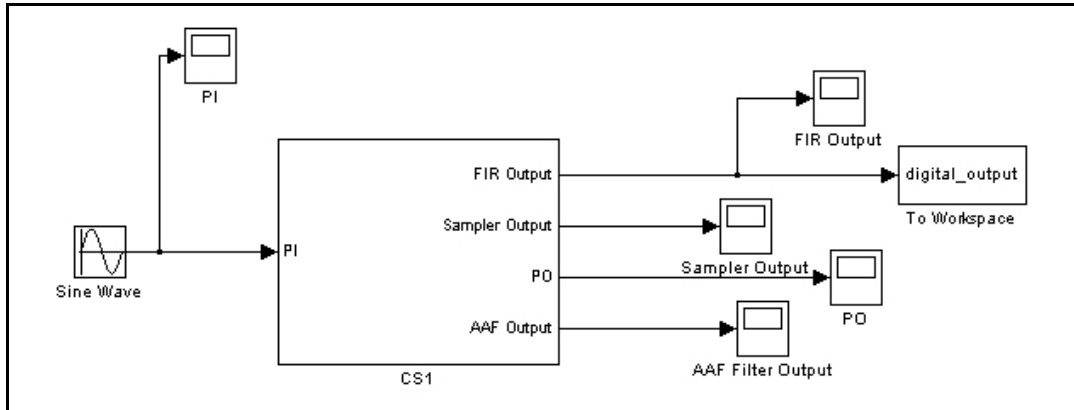 PI
FIR Output
FIR Output
digital_output
To Workspace
Sampler Output
Sampler Output
Sine Wave
PI
PO
PO
AAF Output
AAF Filter Output
CS1